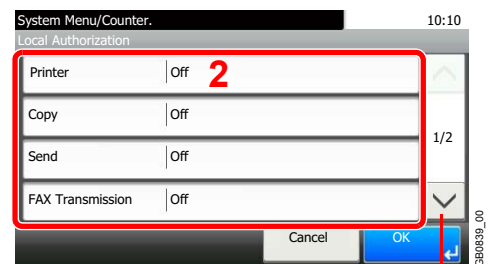 System Menu/Counter. 10:10
Local Authorization
Printer Off 2
Copy Off
1/2
Send Off
FAX Transmission Off
Cancel OK
GB0839_00